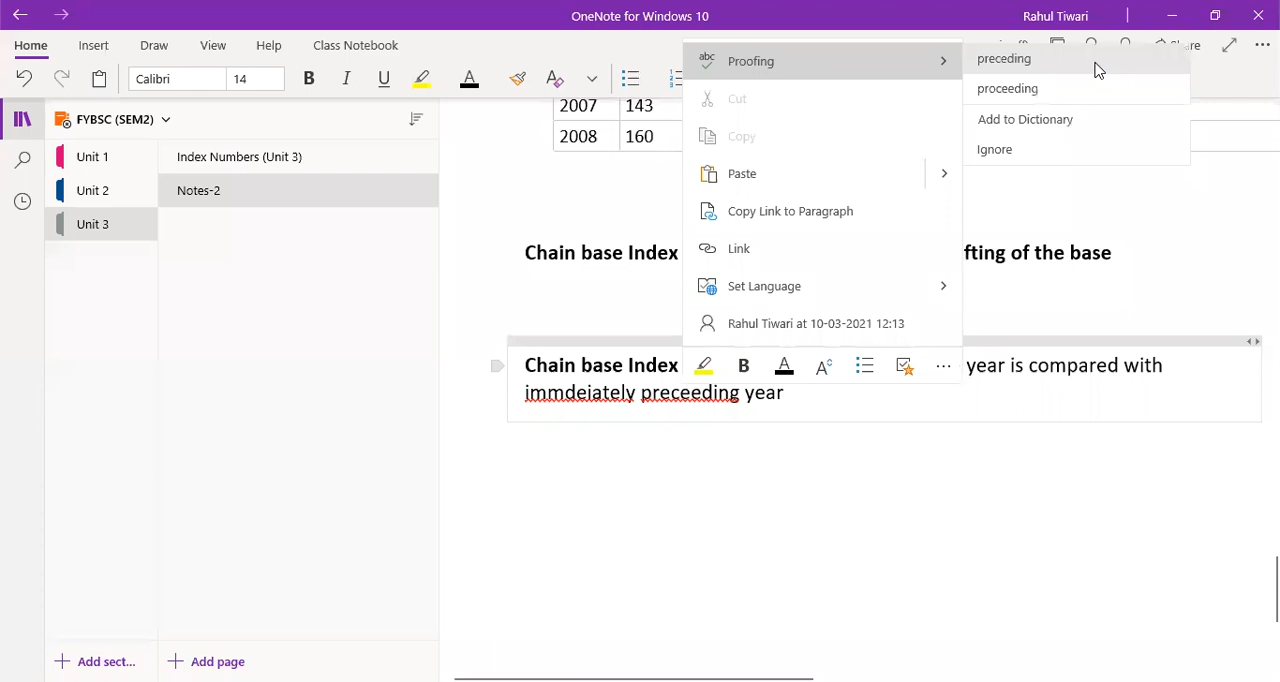 OneNote for Windows 10
Rahul Tiwari
Home Insert Draw View Help Class Notebook
Calibri 14 B I U A
FYBSC (SEM2)
Unit 1
Unit 2
Unit 3
Index Numbers (Unit 3)
Notes-2
2007 143
2008 160
abc Proofing
Cut
Copy
Paste
Copy Link to Paragraph
Link
Set Language
Rahul Tiwari at 10-03-2021 12:13
B A A
preceding
proceeding
Add to Dictionary
Ignore
Chain base Index fting of the base
Chain base Index year is compared with
immdeiately preceeding year
Add sect...
Add page